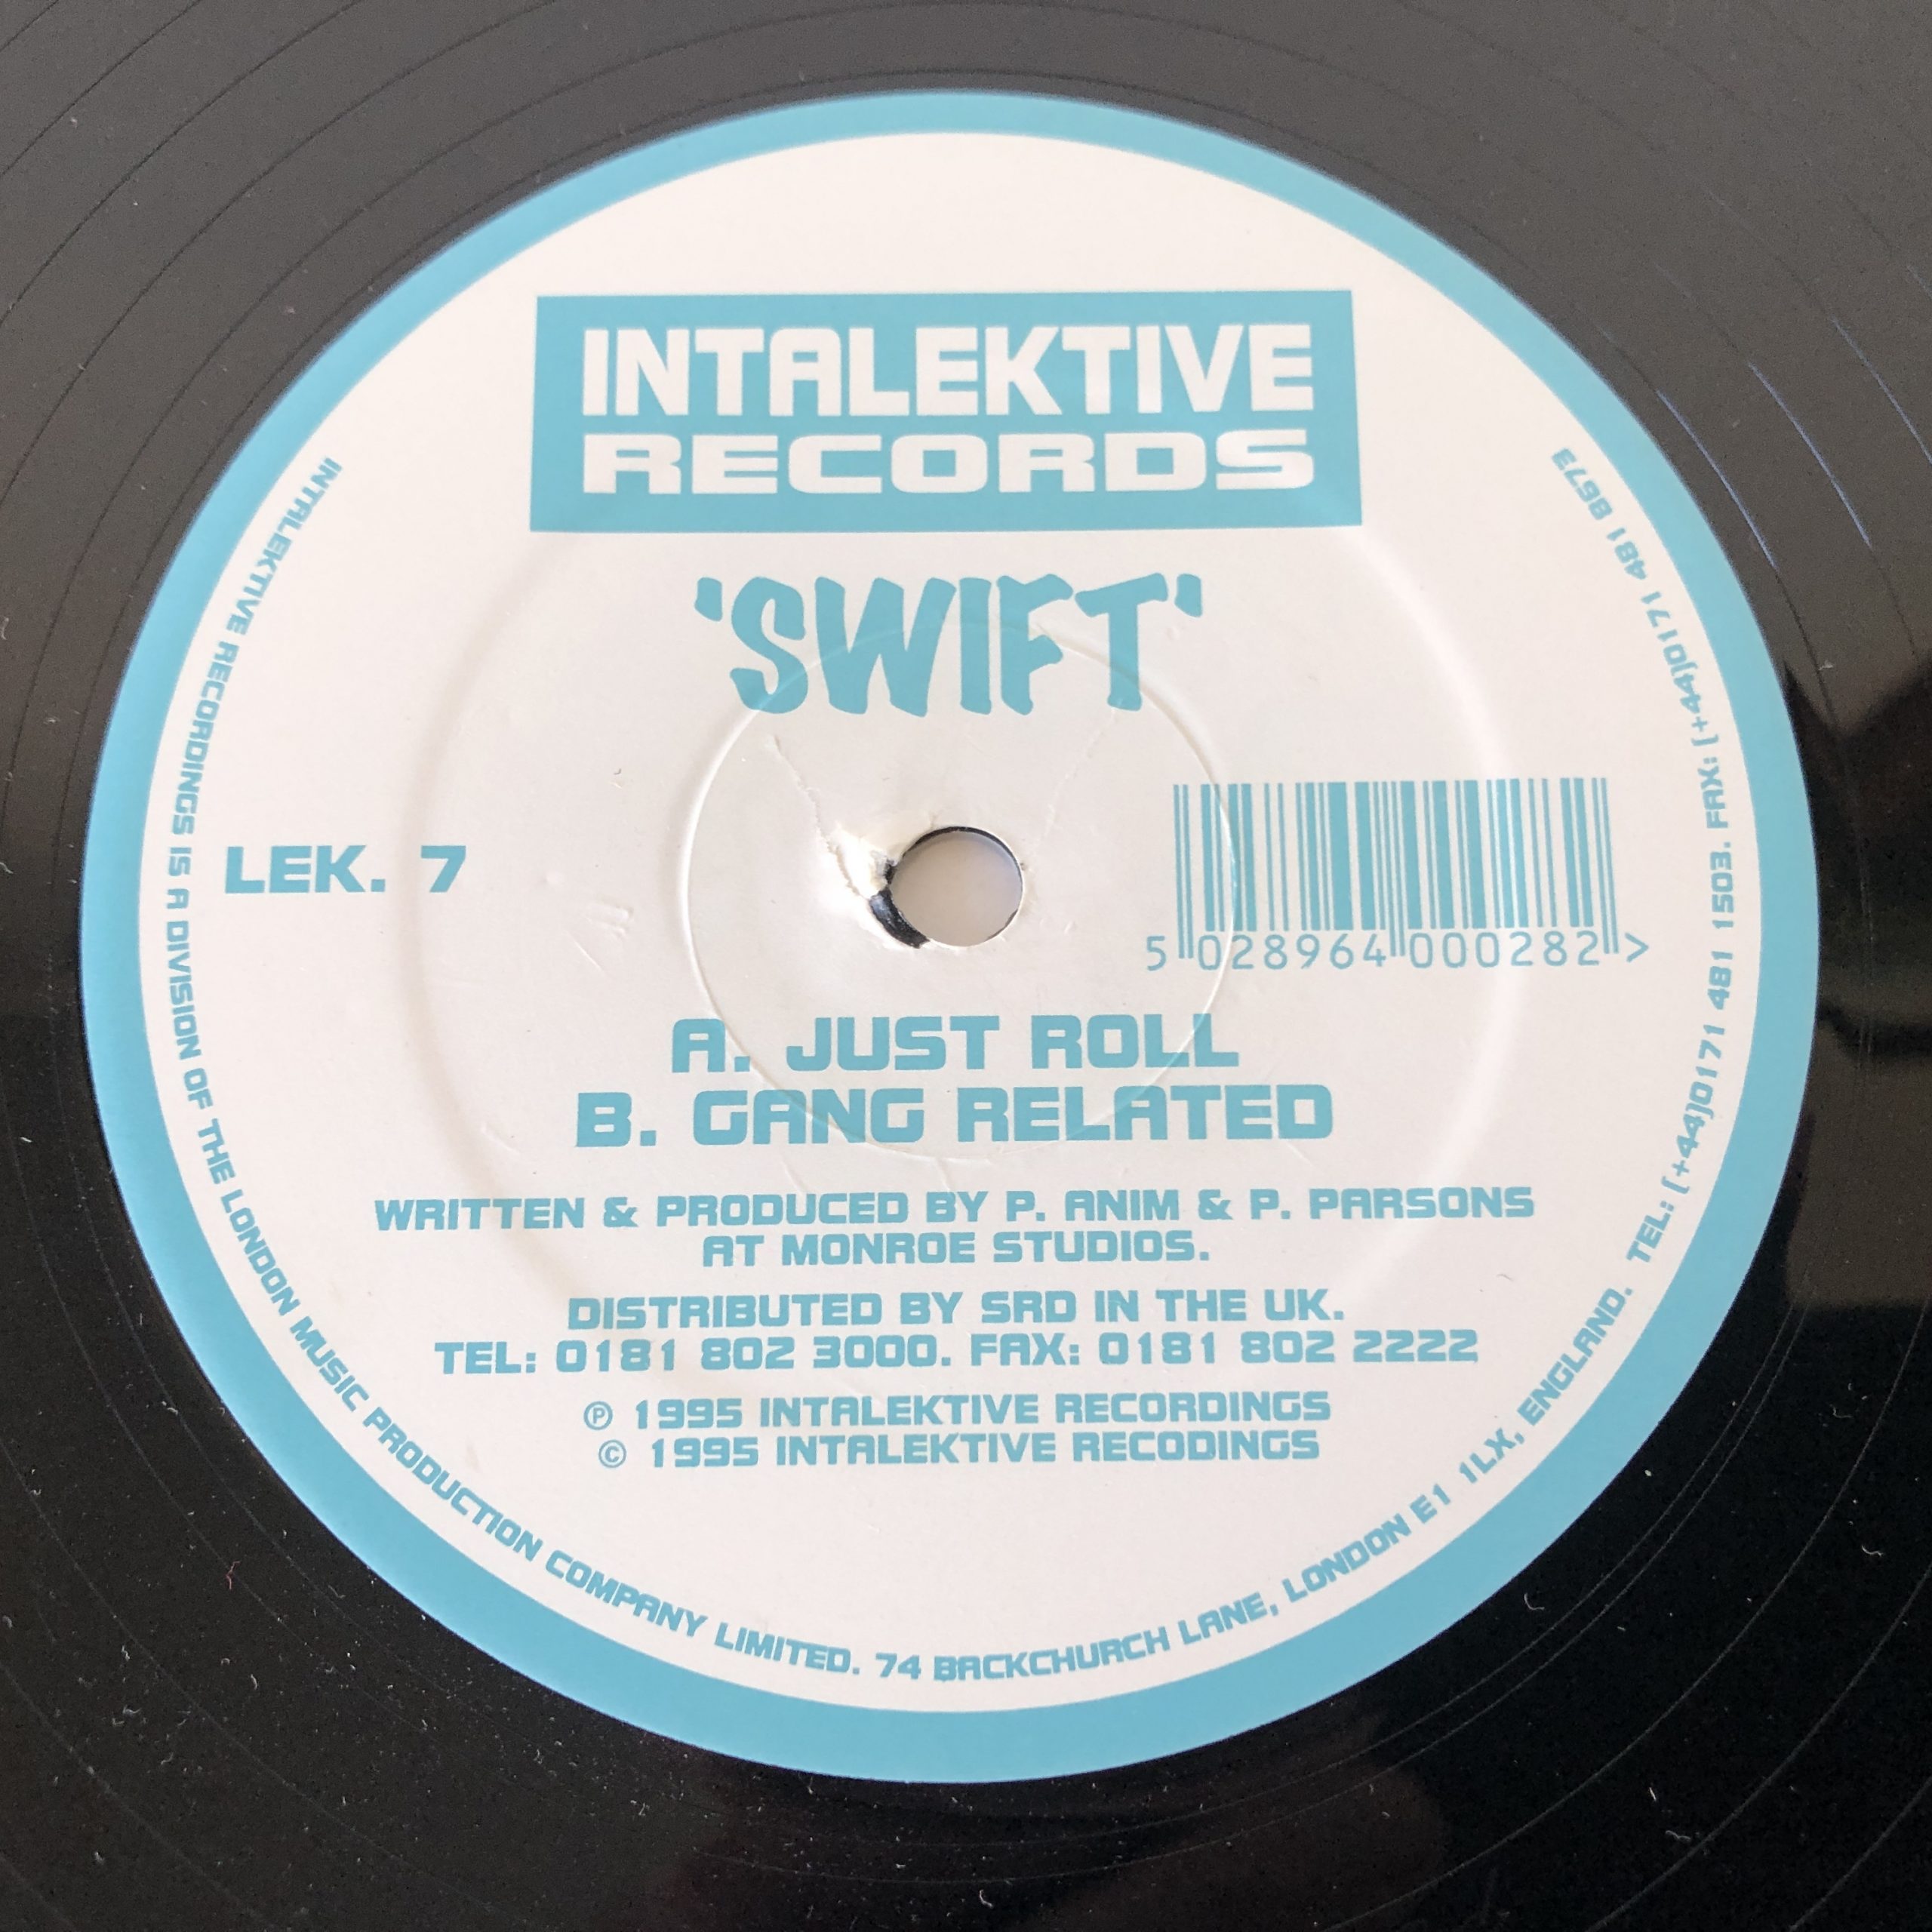 INTALEKTIVE
RECORDS
'SWIFT'
LEK. 7
5 028964 000282 >
A. JUST ROLL
B. GANG RELATED
WRITTEN & PRODUCED BY P. ANIM & P. PARSONS
AT MONROE STUDIOS.
DISTRIBUTED BY SRD IN THE UK.
TEL: 0181 802 3000. FAX: 0181 802 2222
℗ 1995 INTALEKTIVE RECORDINGS
© 1995 INTALEKTIVE RECODINGS
INTALEKTIVE RECORDINGS IS A DIVISION OF THE LONDON MUSIC PRODUCTION COMPANY LIMITED. 74 BACKCHURCH LANE, LONDON E1 1LX, ENGLAND. TEL: (+44)0171 481 1503. FAX: (+44)0171 481 8673